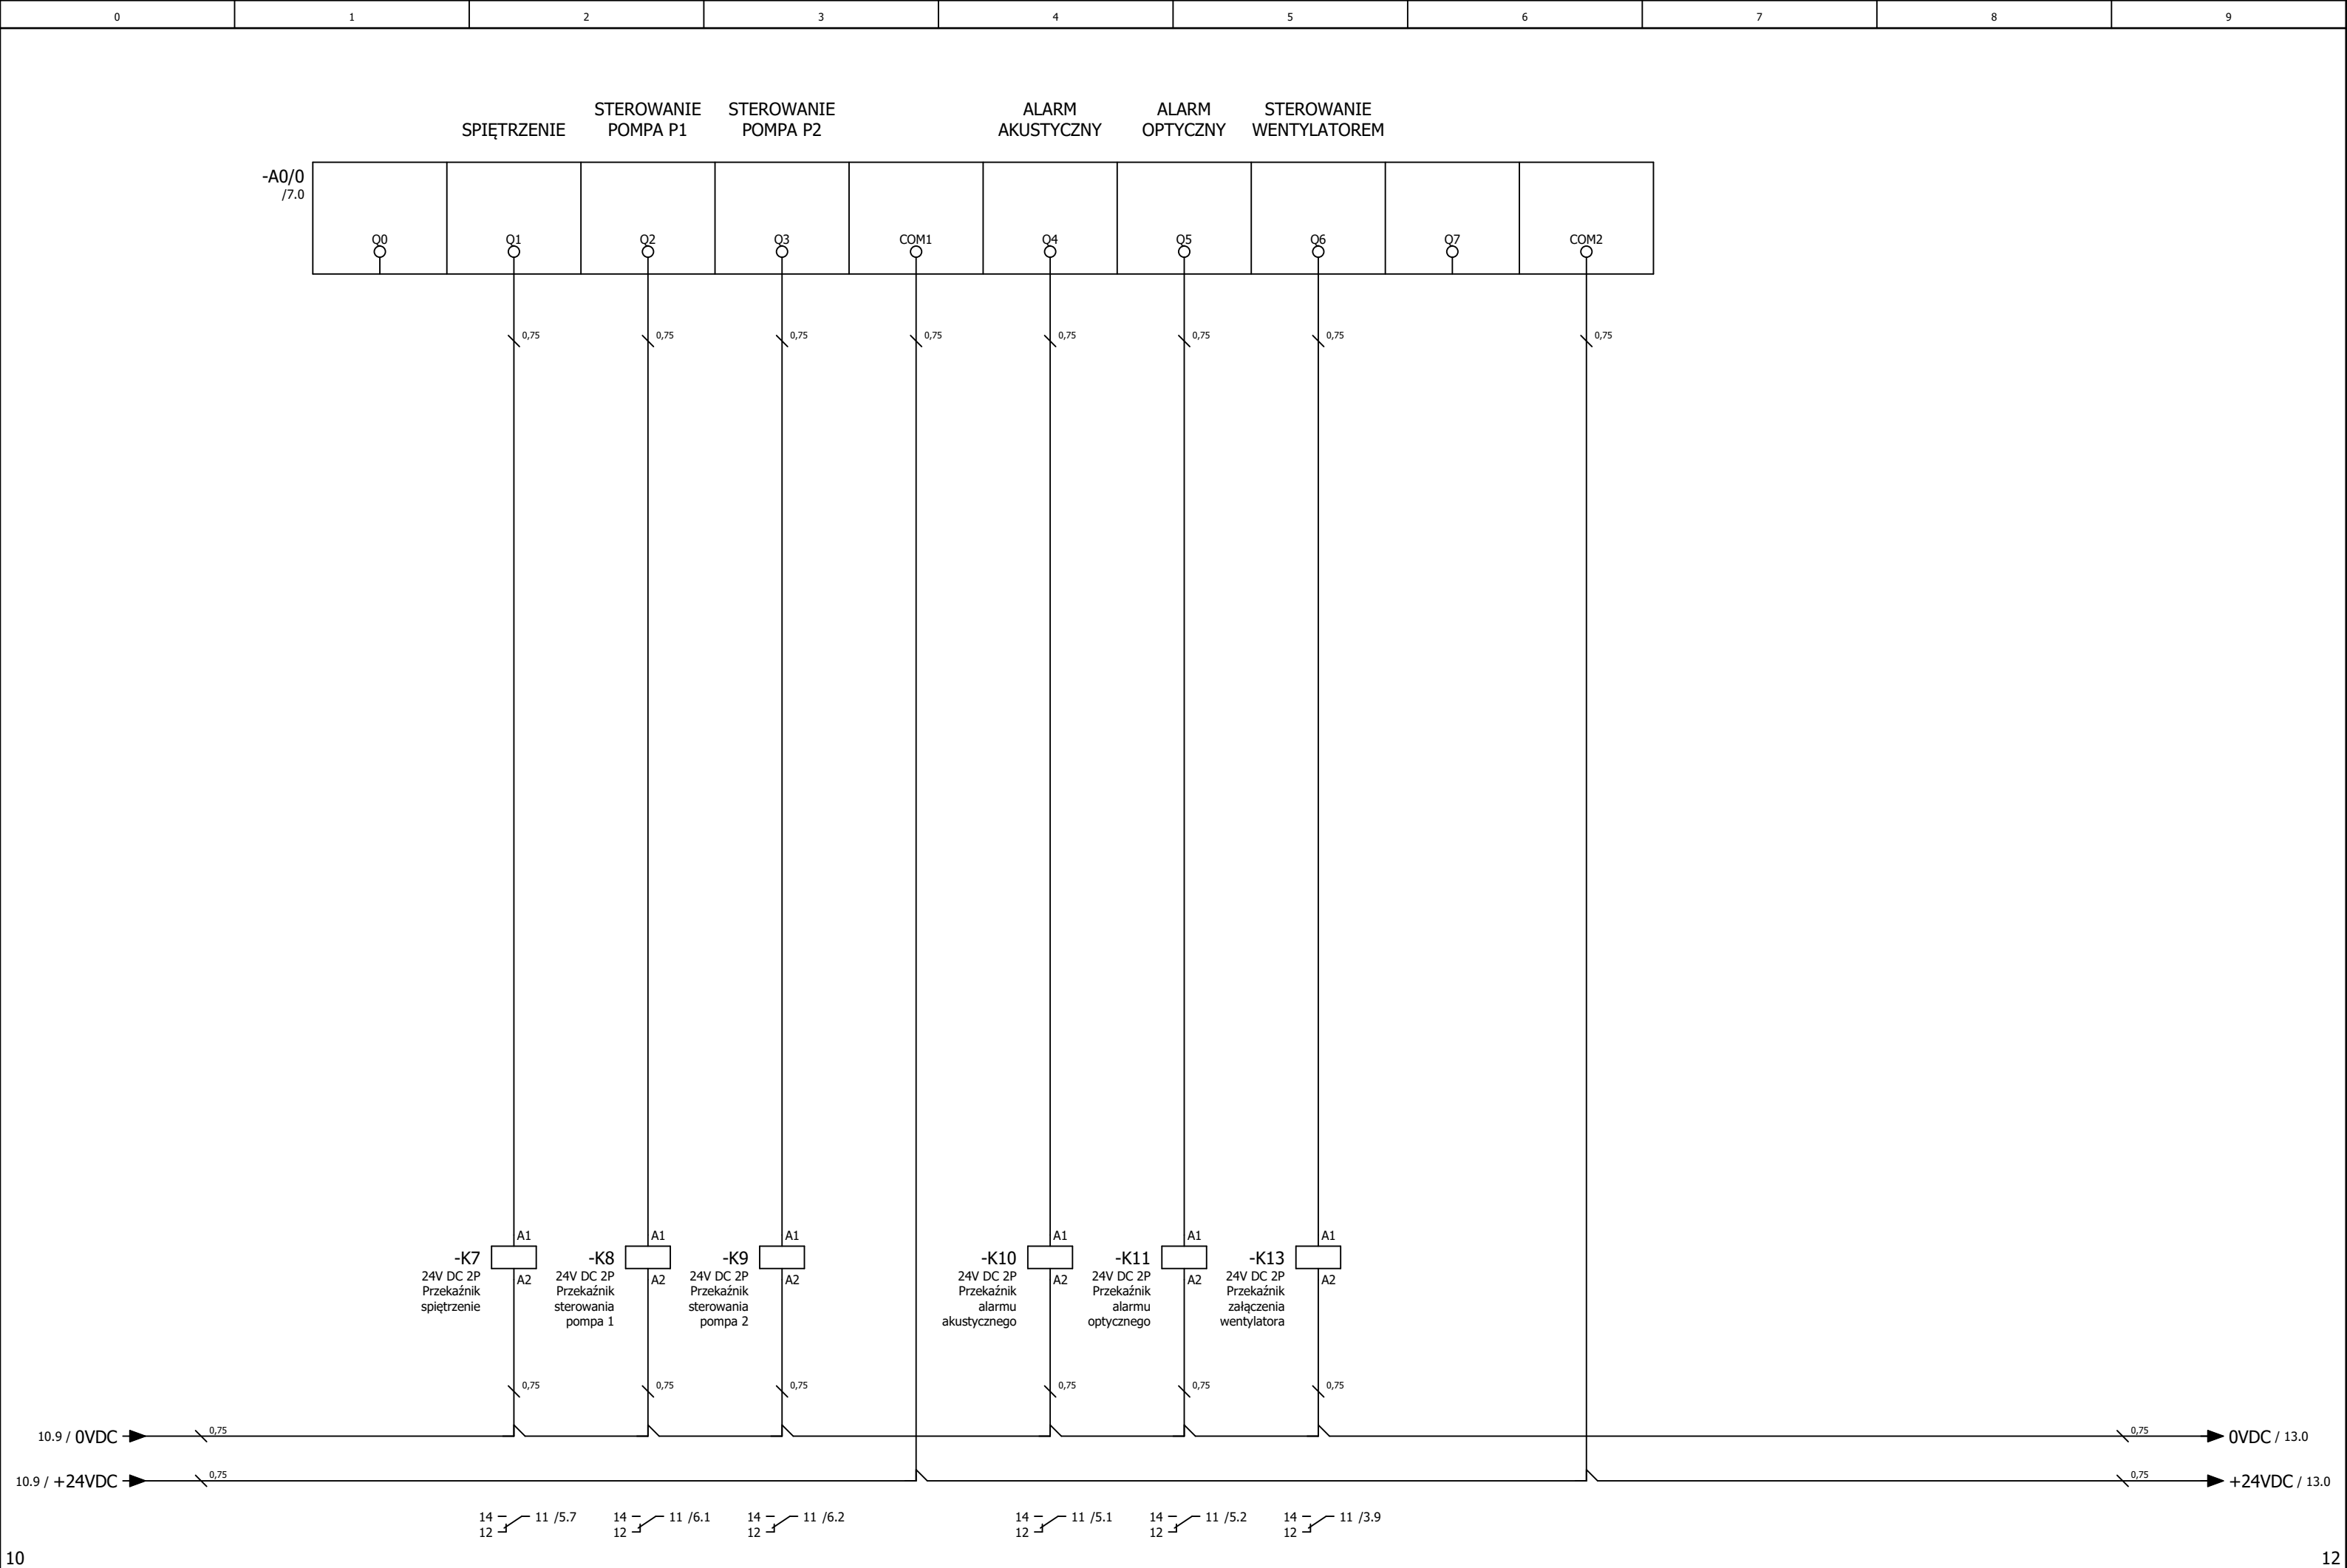 0 1 2 3 4 5 6 7 8 9
STEROWANIE STEROWANIE ALARM ALARM STEROWANIE
SPIĘTRZENIE POMPA P1 POMPA P2 AKUSTYCZNY OPTYCZNY WENTYLATOREM
-A0/0
/7.0
Q0 Q1 Q2 Q3 COM1 Q4 Q5 Q6 Q7 COM2
0,75 0,75 0,75 0,75 0,75 0,75 0,75 0,75
A1 A1 A1 A1 A1 A1
-K7 -K8 -K9 -K10 -K11 -K13
24V DC 2P A2 24V DC 2P A2 24V DC 2P A2 24V DC 2P A2 24V DC 2P A2 24V DC 2P A2
Przekaźnik Przekaźnik Przekaźnik Przekaźnik Przekaźnik Przekaźnik
spiętrzenie sterowania sterowania alarmu alarmu załączenia
pompa 1 pompa 2 akustycznego optycznego wentylatora
0,75 0,75 0,75 0,75 0,75 0,75
10.9 / 0VDC 0,75 0,75 0VDC / 13.0
10.9 / +24VDC 0,75 0,75 +24VDC / 13.0
14 11 /5.7 14 11 /6.1 14 11 /6.2 14 11 /5.1 14 11 /5.2 14 11 /3.9
12 12 12 12 12 12
10 12